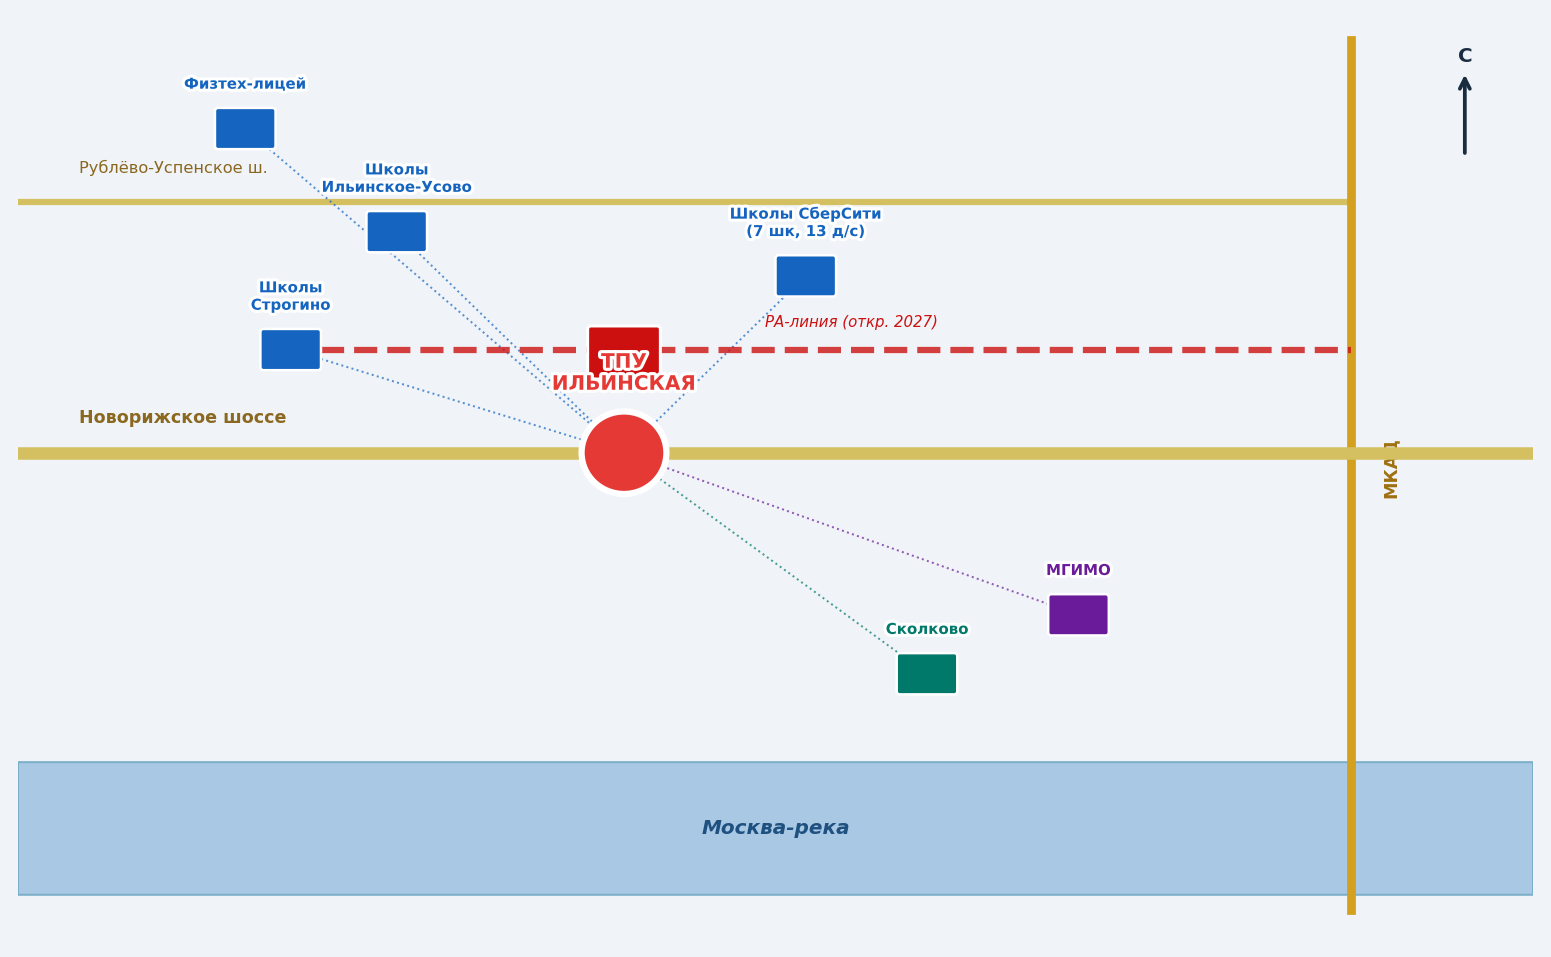 С
Физтех-лицей
Рублёво-Успенское ш.
Школы
Ильинское-Усово
Школы СберСити
(7 шк, 13 д/с)
Школы
Строгино
РА-линия (откр. 2027)
ТПУ
ИЛЬИНСКАЯ
Новорижское шоссе
МКАД
МГИМО
Сколково
Москва-река